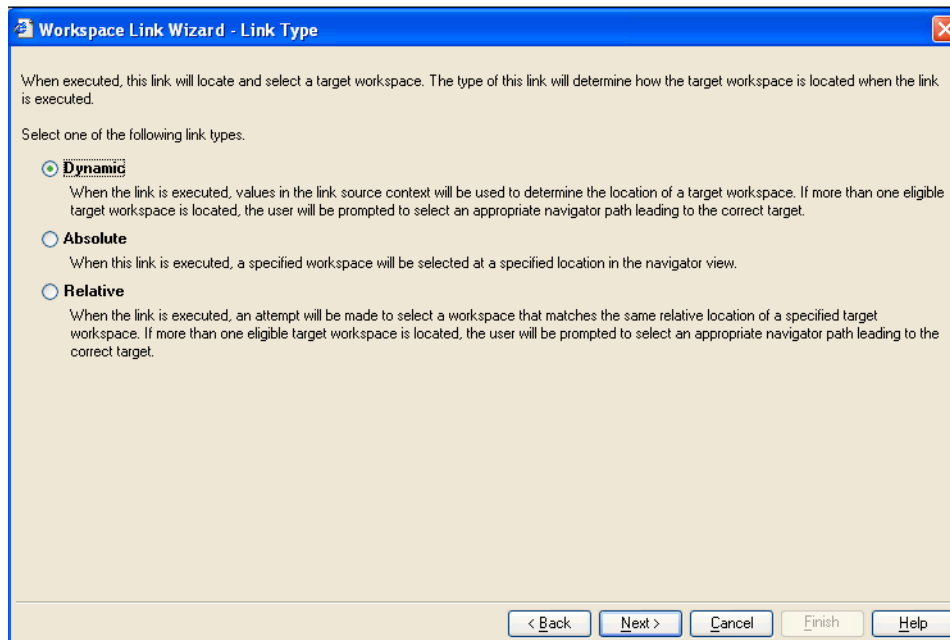 Workspace Link Wizard - Link Type
When executed, this link will locate and select a target workspace. The type of this link will determine how the target workspace is located when the link
is executed.
Select one of the following link types.
Dynamic
When the link is executed, values in the link source context will be used to determine the location of a target workspace. If more than one eligible
target workspace is located, the user will be prompted to select an appropriate navigator path leading to the correct target.
Absolute
When this link is executed, a specified workspace will be selected at a specified location in the navigator view.
Relative
When the link is executed, an attempt will be made to select a workspace that matches the same relative location of a specified target
workspace. If more than one eligible target workspace is located, the user will be prompted to select an appropriate navigator path leading to the
correct target.
< Back Next > Cancel Finish Help